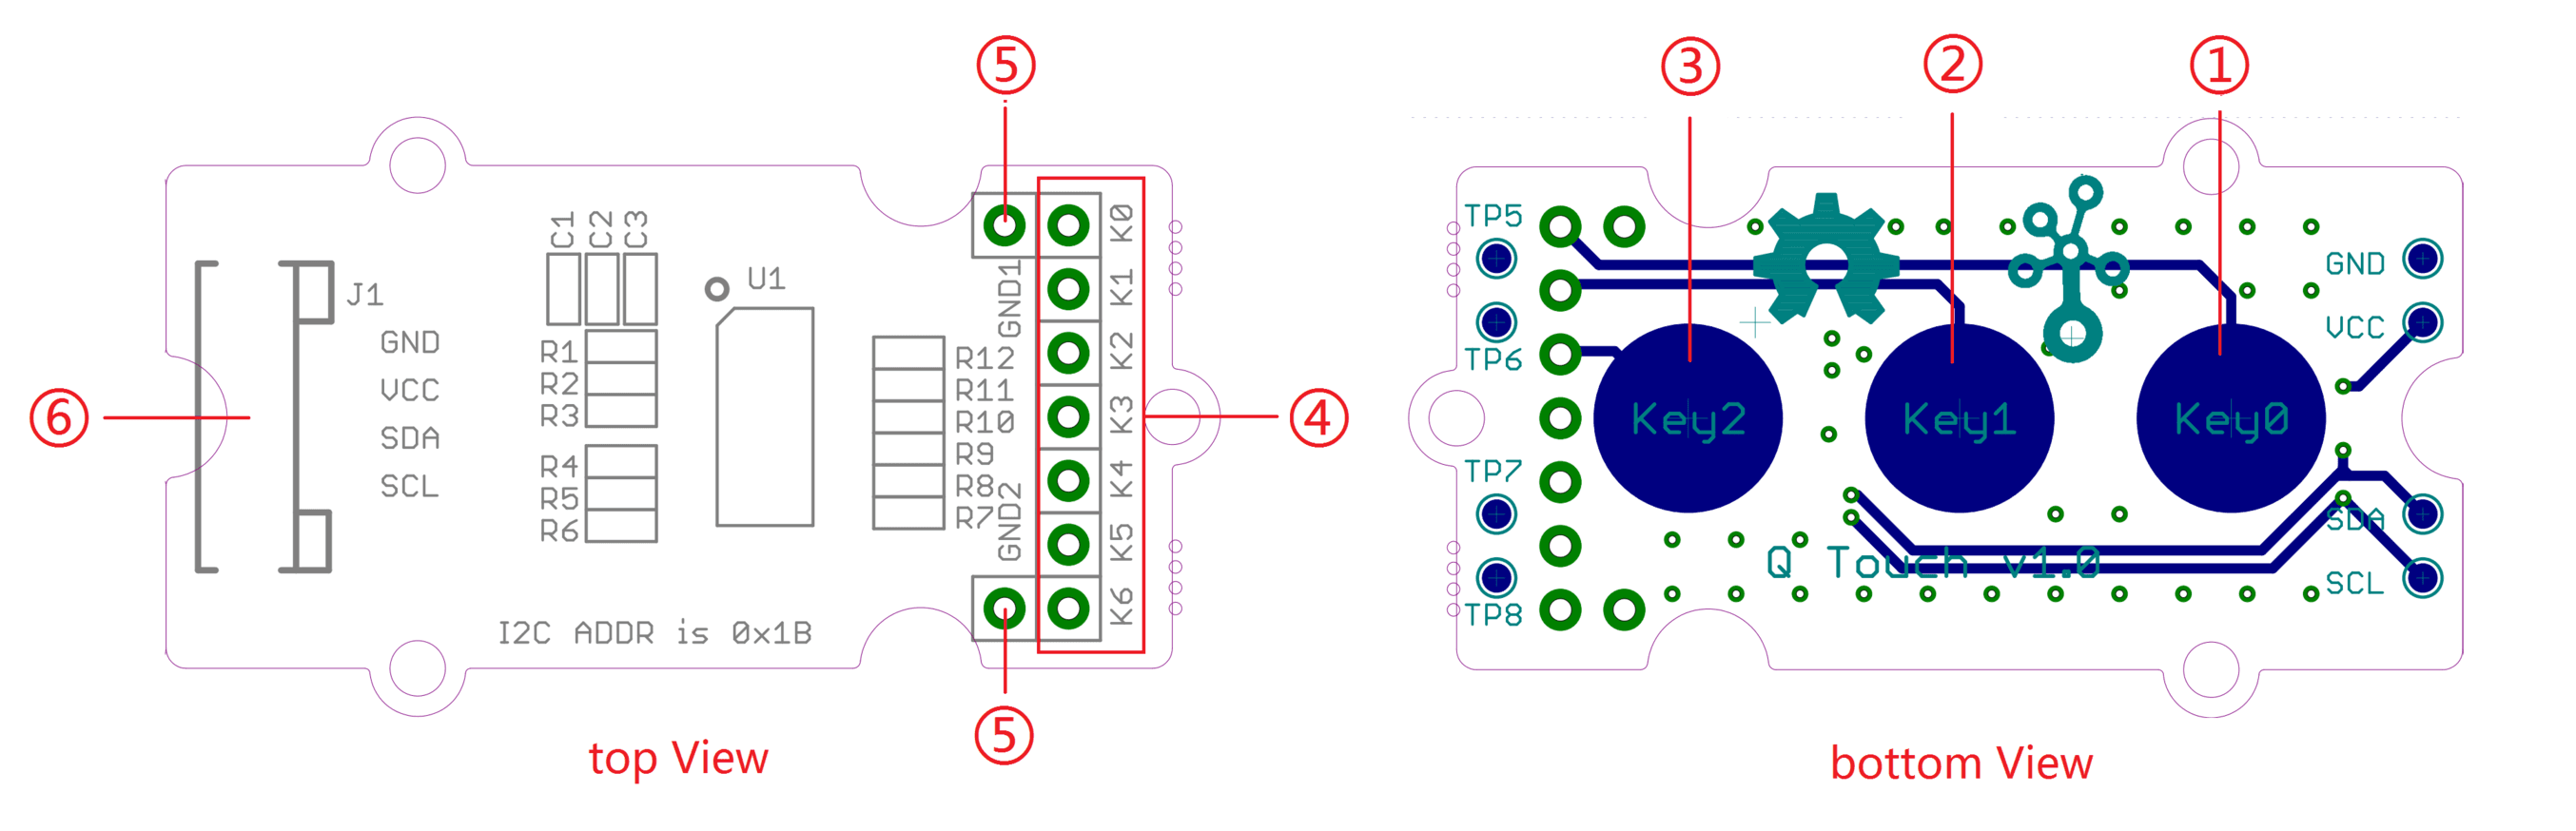 ⑤
C1
C2
C3
U1
J1
GND
VCC
SDA
SCL
R1
R2
R3
R4
R5
R6
R12
R11
R10
R9
R8
R7
GND1
GND2
K0
K1
K2
K3
K4
K5
K6
⑥
④
I2C ADDR is 0x1B
⑤
top View
③
②
①
TP5
TP6
TP7
TP8
GND
VCC
SDA
SCL
Key2
Key1
Key0
Q Touch v1.0
bottom View